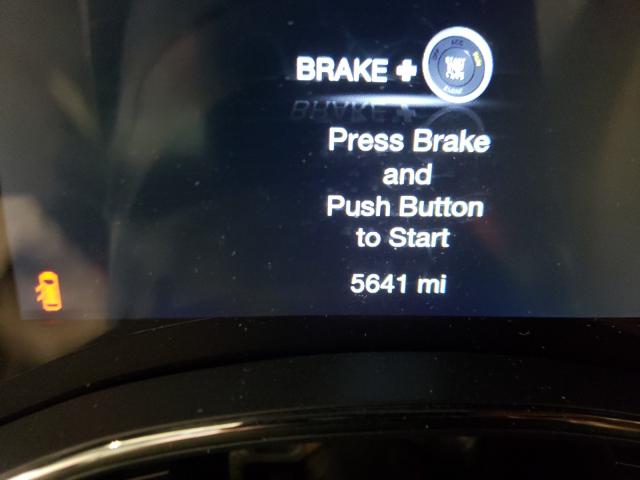 BRAKE +
Press Brake
and
Push Button
to Start
5641 mi